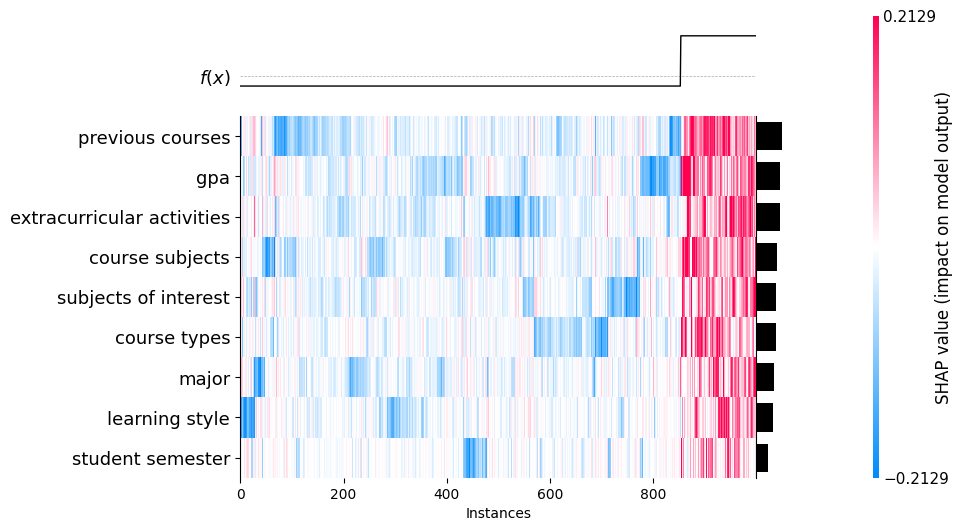 0.2129
f(x)
previous courses
gpa
extracurricular activities
course subjects
subjects of interest
course types
major
learning style
student semester
SHAP value (impact on model output)
−0.2129
0 200 400 600 800
Instances